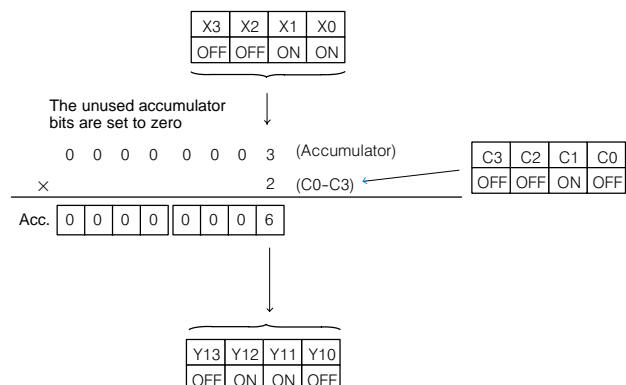 X3 X2 X1 X0
OFF OFF ON ON
The unused accumulator
bits are set to zero
0 0 0 0 0 0 0 3 (Accumulator)
C3 C2 C1 C0
× 2 (C0-C3)
OFF OFF ON OFF
Acc. 0 0 0 0 0 0 0 6
Y13 Y12 Y11 Y10
OFF ON ON OFF